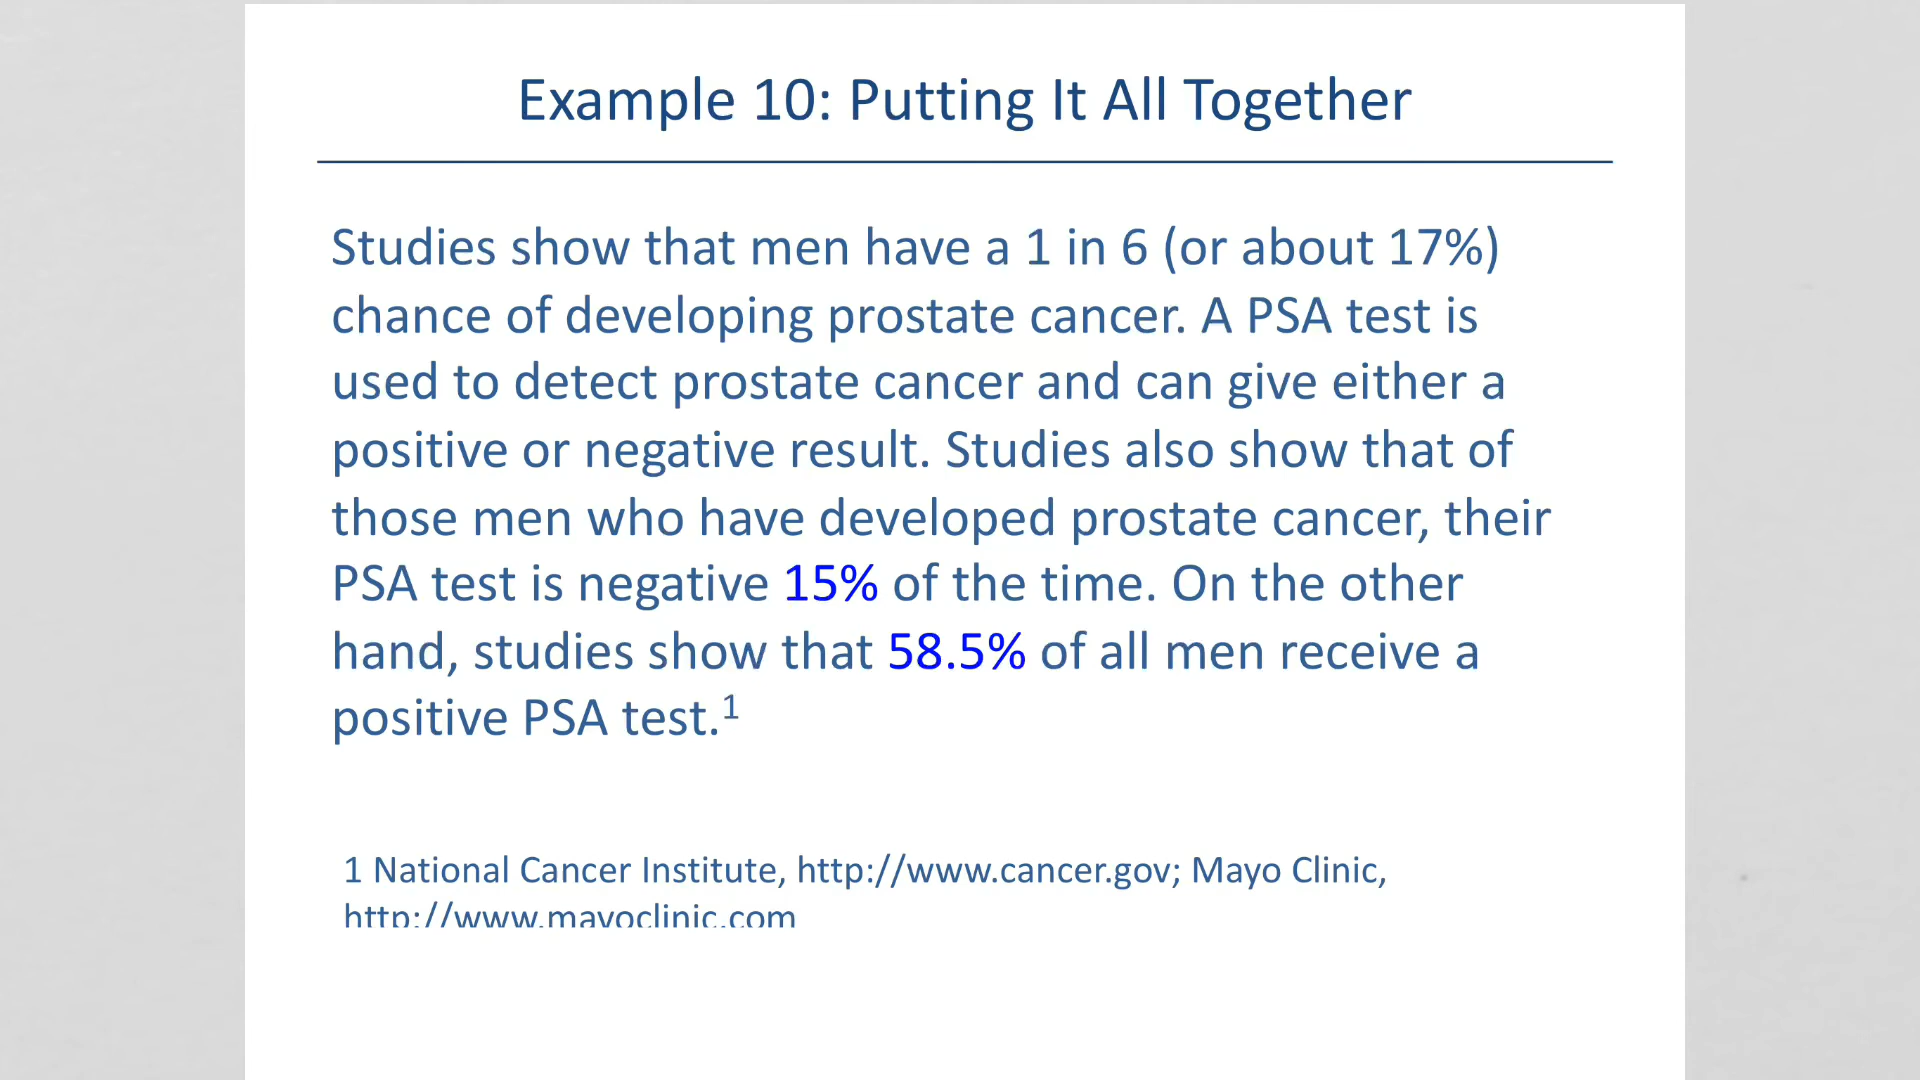 Example 10: Putting It All Together
Studies show that men have a 1 in 6 (or about 17%)
chance of developing prostate cancer. A PSA test is
used to detect prostate cancer and can give either a
positive or negative result. Studies also show that of
those men who have developed prostate cancer, their
PSA test is negative 15% of the time. On the other
hand, studies show that 58.5% of all men receive a
positive PSA test.1
1 National Cancer Institute, http://www.cancer.gov; Mayo Clinic,
http://www.mayoclinic.com